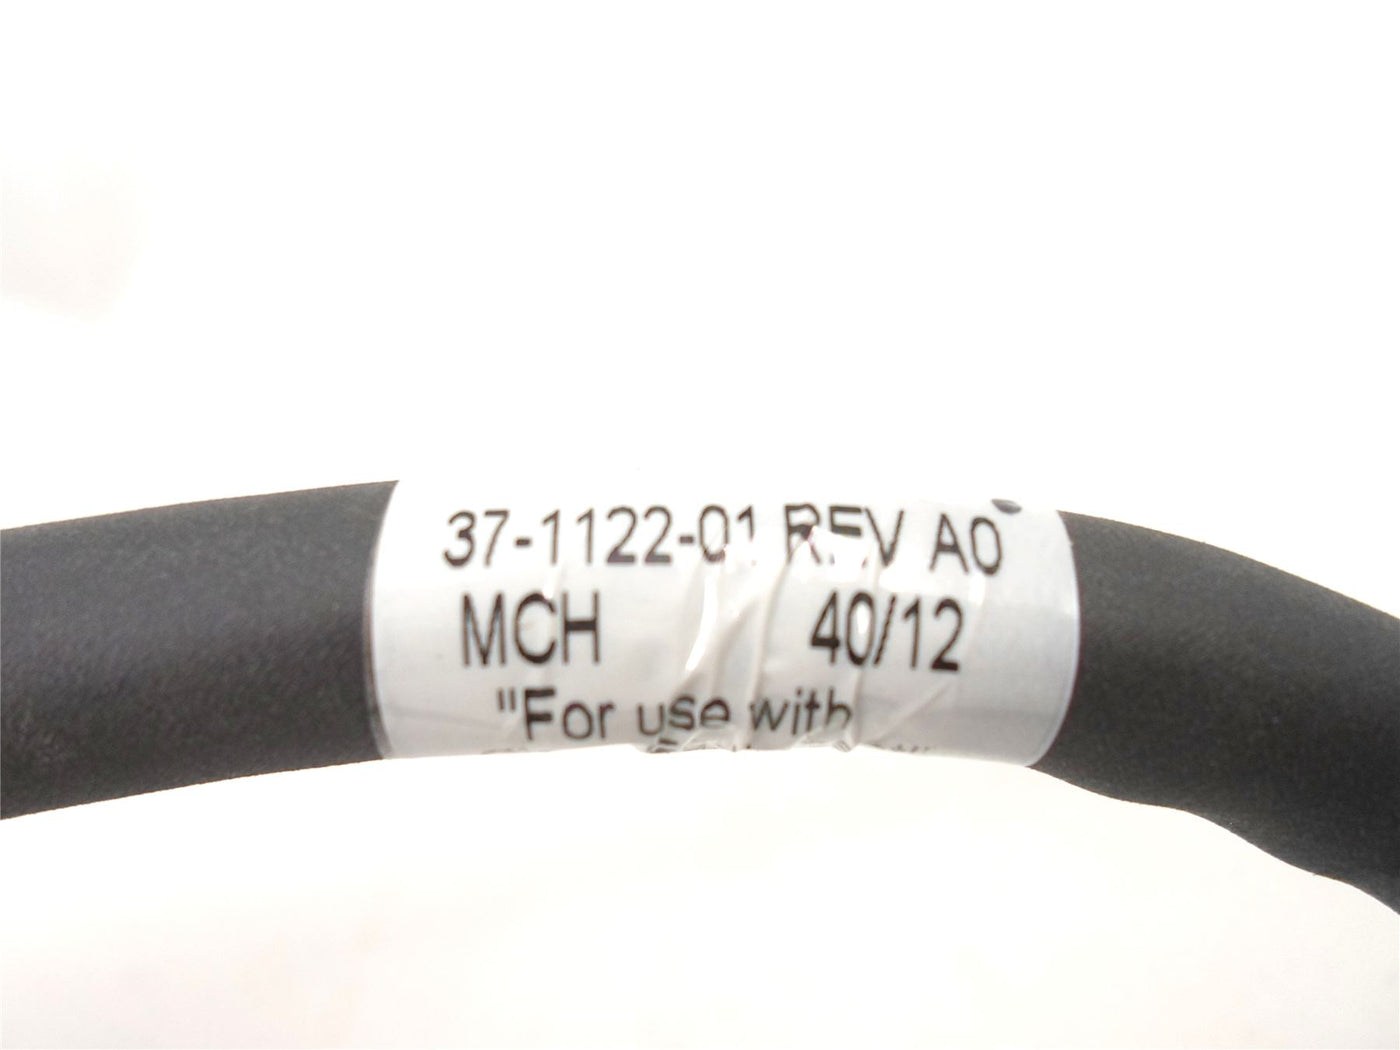 37-1122-01 REV A0
MCH 40/12
"For use with